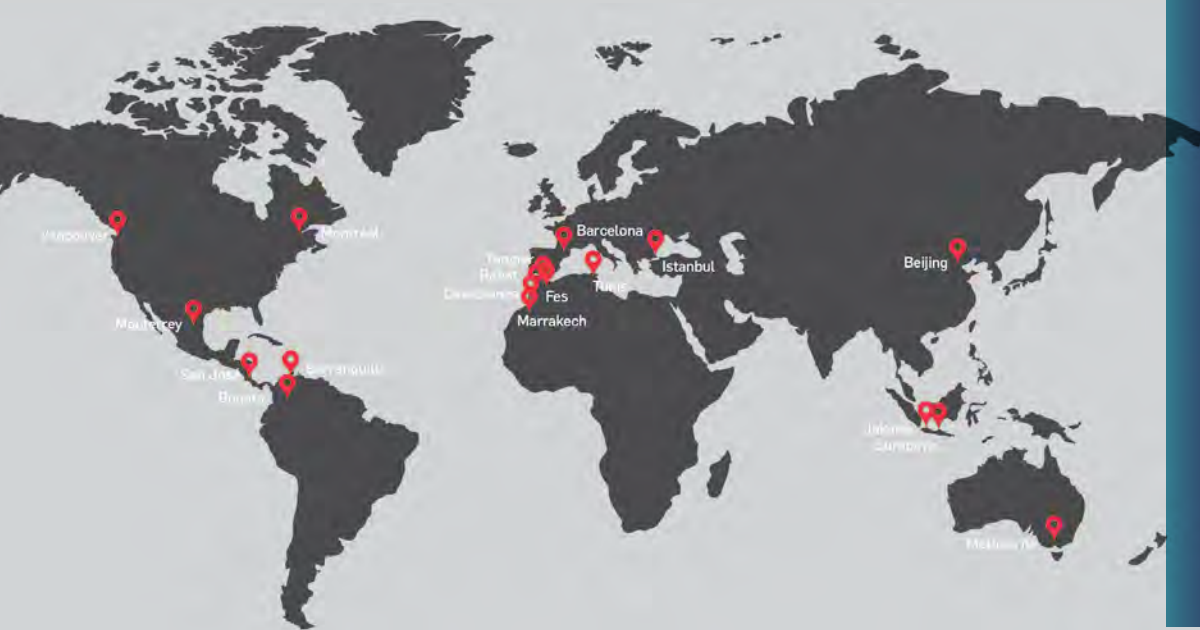 Vancouver
Montréal
Barcelona
Istanbul
Beijing
Tangier
Rabat
Tunis
Casablanca
Fes
Marrakech
Monterrey
San José
Barranquilla
Bogota
Jakarta
Surabaya
Melbourne